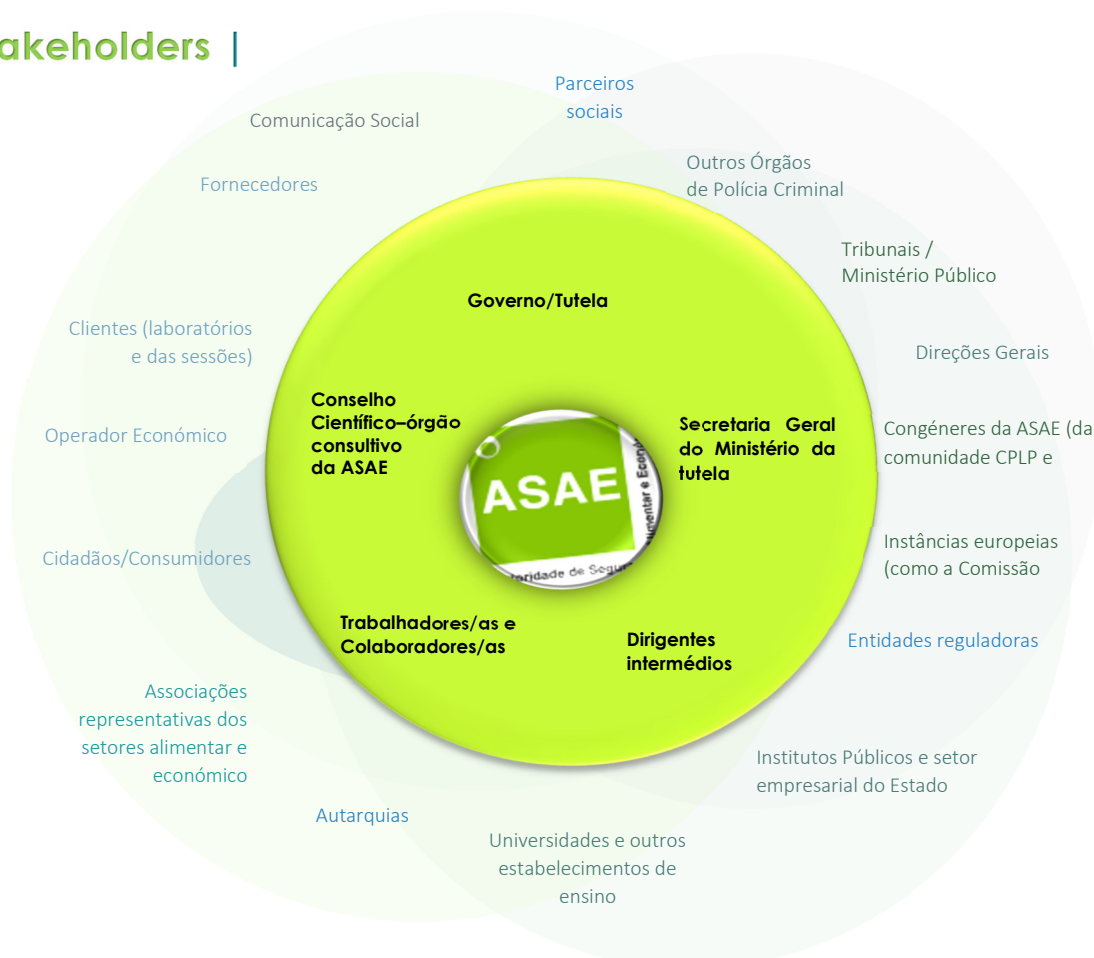 akeholders |
Parceiros
sociais
Comunicação Social
Outros Órgãos
de Polícia Criminal
Fornecedores
Tribunais /
Ministério Público
Governo/Tutela
Clientes (laboratórios
e das sessões)
Direções Gerais
Conselho
Científico–órgão
consultivo
da ASAE
Secretaria Geral
do Ministério da
tutela
Operador Económico
Congéneres da ASAE (da
comunidade CPLP e
ASAE
Instâncias europeias
(como a Comissão
Cidadãos/Consumidores
Trabalhadores/as e
Colaboradores/as
Dirigentes
intermédios
Entidades reguladoras
Associações
representativas dos
setores alimentar e
económico
Institutos Públicos e setor
empresarial do Estado
Autarquias
Universidades e outros
estabelecimentos de
ensino